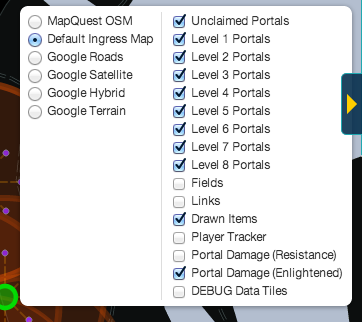 MapQuest OSM
Default Ingress Map
Google Roads
Google Satellite
Google Hybrid
Google Terrain
Unclaimed Portals
Level 1 Portals
Level 2 Portals
Level 3 Portals
Level 4 Portals
Level 5 Portals
Level 6 Portals
Level 7 Portals
Level 8 Portals
Fields
Links
Drawn Items
Player Tracker
Portal Damage (Resistance)
Portal Damage (Enlightened)
DEBUG Data Tiles